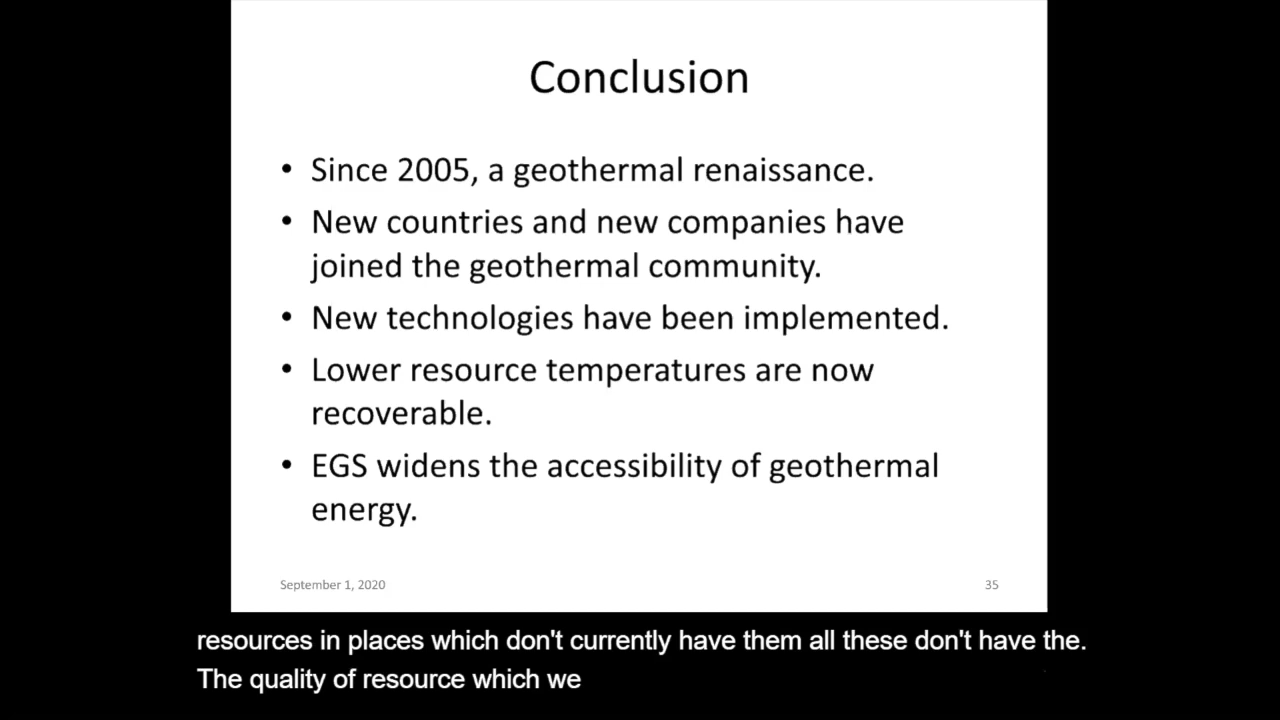 Conclusion
• Since 2005, a geothermal renaissance.
• New countries and new companies have
joined the geothermal community.
• New technologies have been implemented.
• Lower resource temperatures are now
recoverable.
• EGS widens the accessibility of geothermal
energy.
September 1, 2020
35
resources in places which don't currently have them all these don't have the.
The quality of resource which we